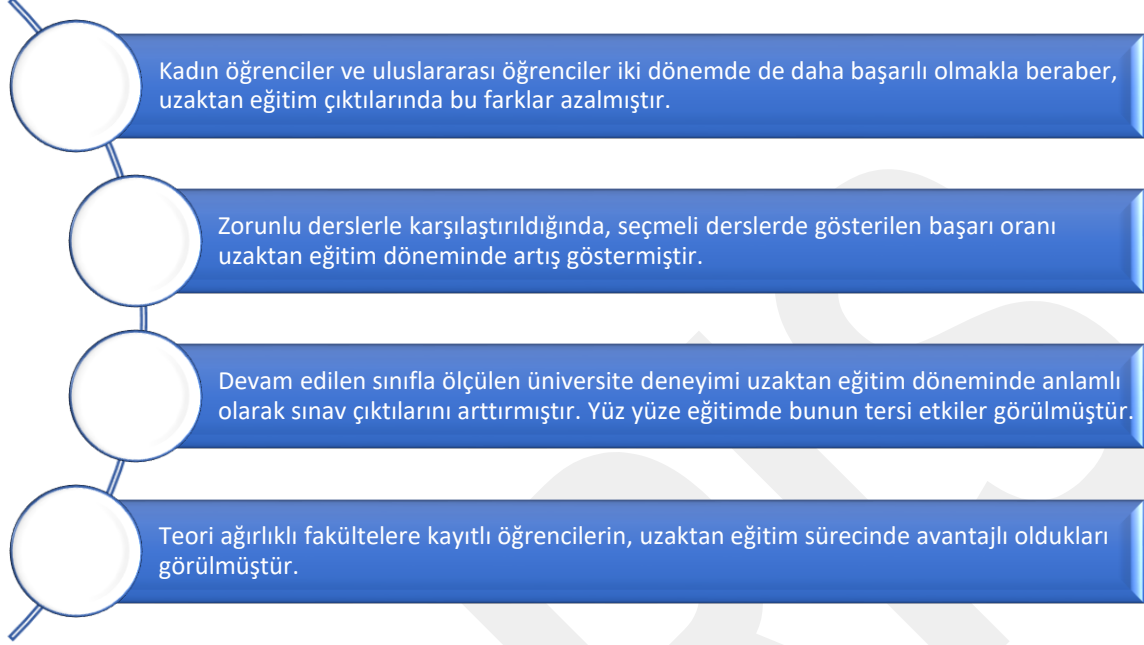 Kadın öğrenciler ve uluslararası öğrenciler iki dönemde de daha başarılı olmakla beraber,
uzaktan eğitim çıktılarında bu farklar azalmıştır.
Zorunlu derslerle karşılaştırıldığında, seçmeli derslerde gösterilen başarı oranı
uzaktan eğitim döneminde artış göstermiştir.
Devam edilen sınıfla ölçülen üniversite deneyimi uzaktan eğitim döneminde anlamlı
olarak sınav çıktılarını arttırmıştır. Yüz yüze eğitimde bunun tersi etkiler görülmüştür.
Teori ağırlıklı fakültelere kayıtlı öğrencilerin, uzaktan eğitim sürecinde avantajlı oldukları
görülmüştür.